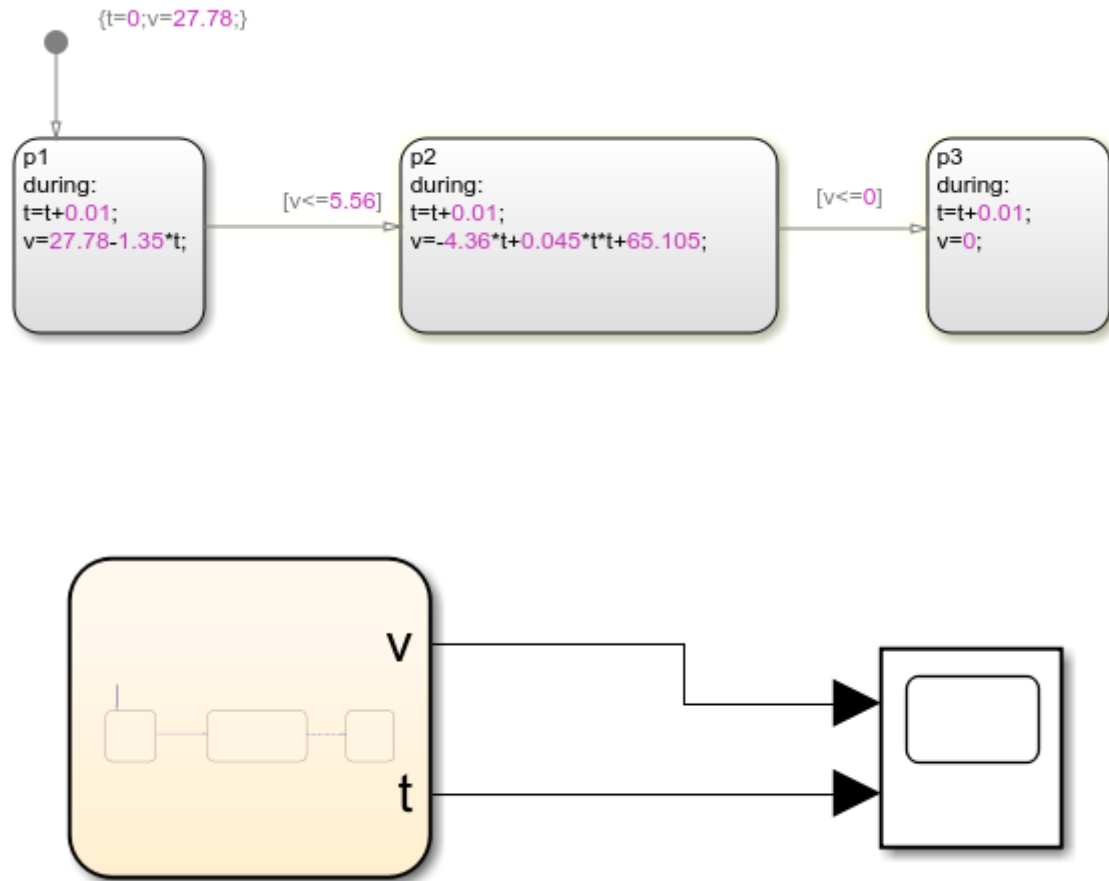 {t=0;v=27.78;}
p1
during:
t=t+0.01;
v=27.78-1.35*t;
[v<=5.56]
p2
during:
t=t+0.01;
v=-4.36*t+0.045*t*t+65.105;
[v<=0]
p3
during:
t=t+0.01;
v=0;
v
t